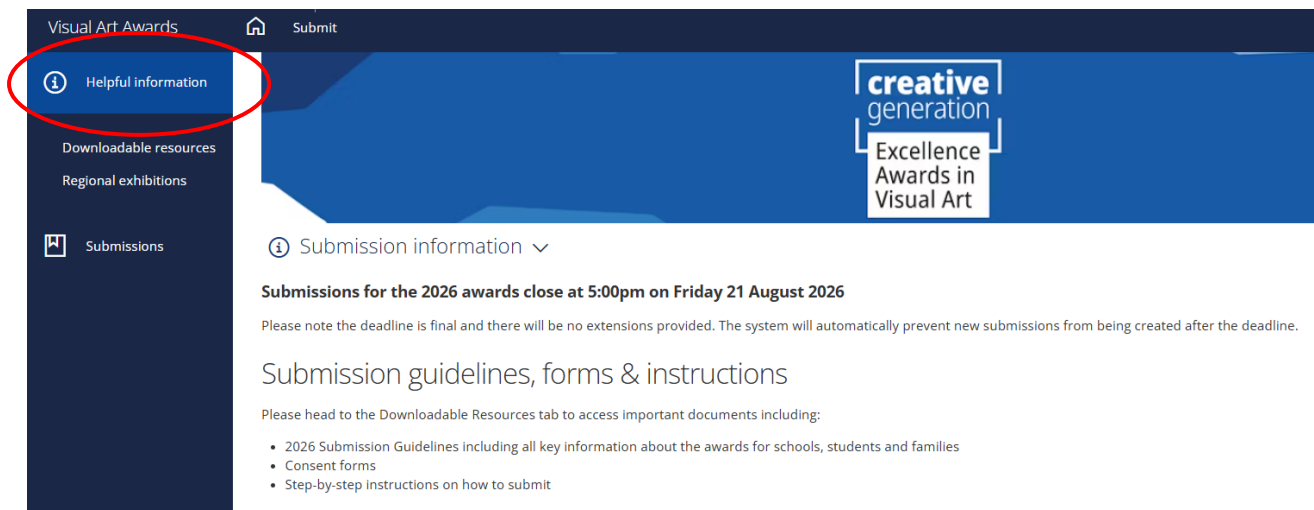 Visual Art Awards
Submit
Helpful information
Downloadable resources
Regional exhibitions
Submissions
creative
generation
Excellence
Awards in
Visual Art
Submission information
Submissions for the 2026 awards close at 5:00pm on Friday 21 August 2026
Please note the deadline is final and there will be no extensions provided. The system will automatically prevent new submissions from being created after the deadline.
Submission guidelines, forms & instructions
Please head to the Downloadable Resources tab to access important documents including:
• 2026 Submission Guidelines including all key information about the awards for schools, students and families
• Consent forms
• Step-by-step instructions on how to submit